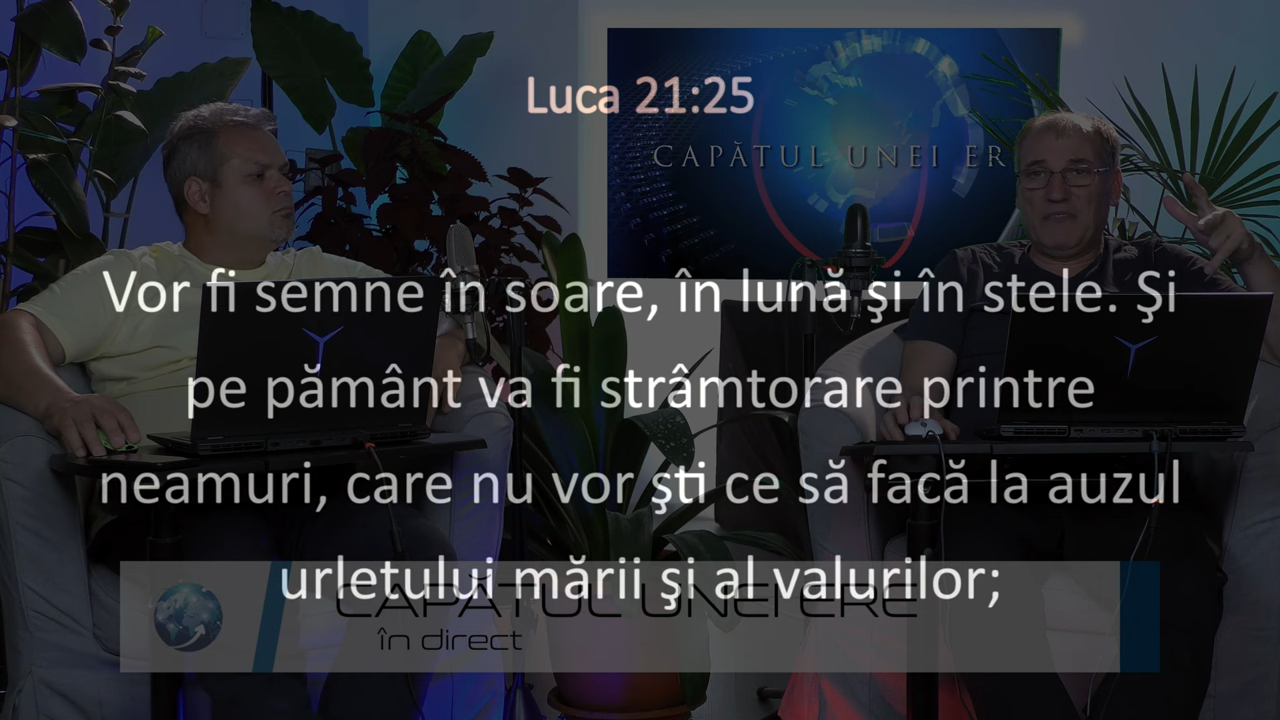 Luca 21:25
CAPĂTUL UNEI ER
Vor fi semne în soare, în lună şi în stele. Şi
pe pământ va fi strâmtorare printre
neamuri, care nu vor şti ce să facă la auzul
urletului mării şi al valurilor;
CAPĂTUL UNEI ERE
în direct